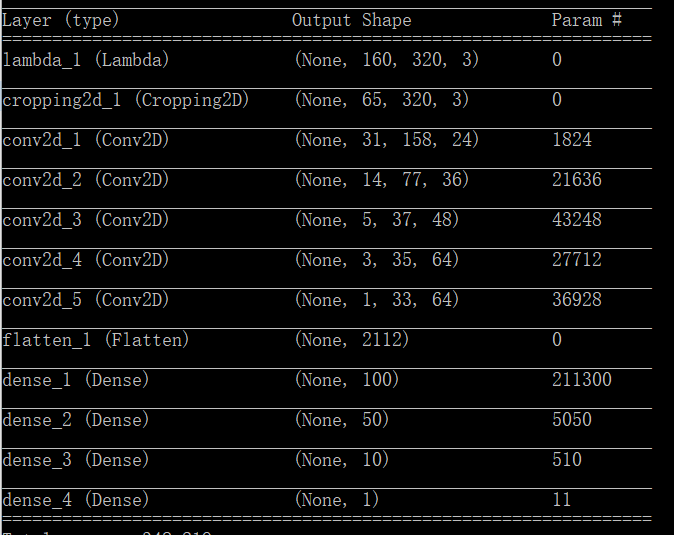 Layer (type) Output Shape Param #
lambda_1 (Lambda) (None, 160, 320, 3) 0
cropping2d_1 (Cropping2D) (None, 65, 320, 3) 0
conv2d_1 (Conv2D) (None, 31, 158, 24) 1824
conv2d_2 (Conv2D) (None, 14, 77, 36) 21636
conv2d_3 (Conv2D) (None, 5, 37, 48) 43248
conv2d_4 (Conv2D) (None, 3, 35, 64) 27712
conv2d_5 (Conv2D) (None, 1, 33, 64) 36928
flatten_1 (Flatten) (None, 2112) 0
dense_1 (Dense) (None, 100) 211300
dense_2 (Dense) (None, 50) 5050
dense_3 (Dense) (None, 10) 510
dense_4 (Dense) (None, 1) 11